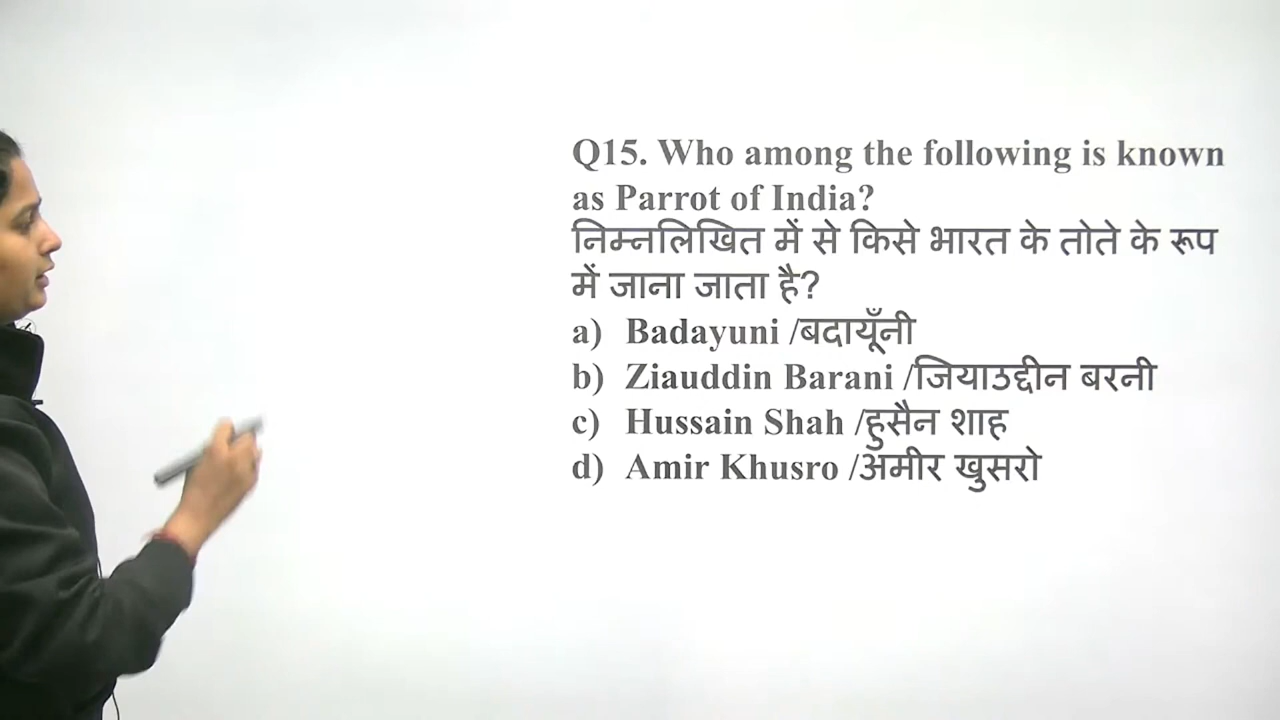 Q15. Who among the following is known
as Parrot of India?
निम्नलिखित में से किसे भारत के तोते के रूप
में जाना जाता है?
a) Badayuni /बदायूँनी
b) Ziauddin Barani /जियाउद्दीन बरनी
c) Hussain Shah /हुसैन शाह
d) Amir Khusro /अमीर खुसरो